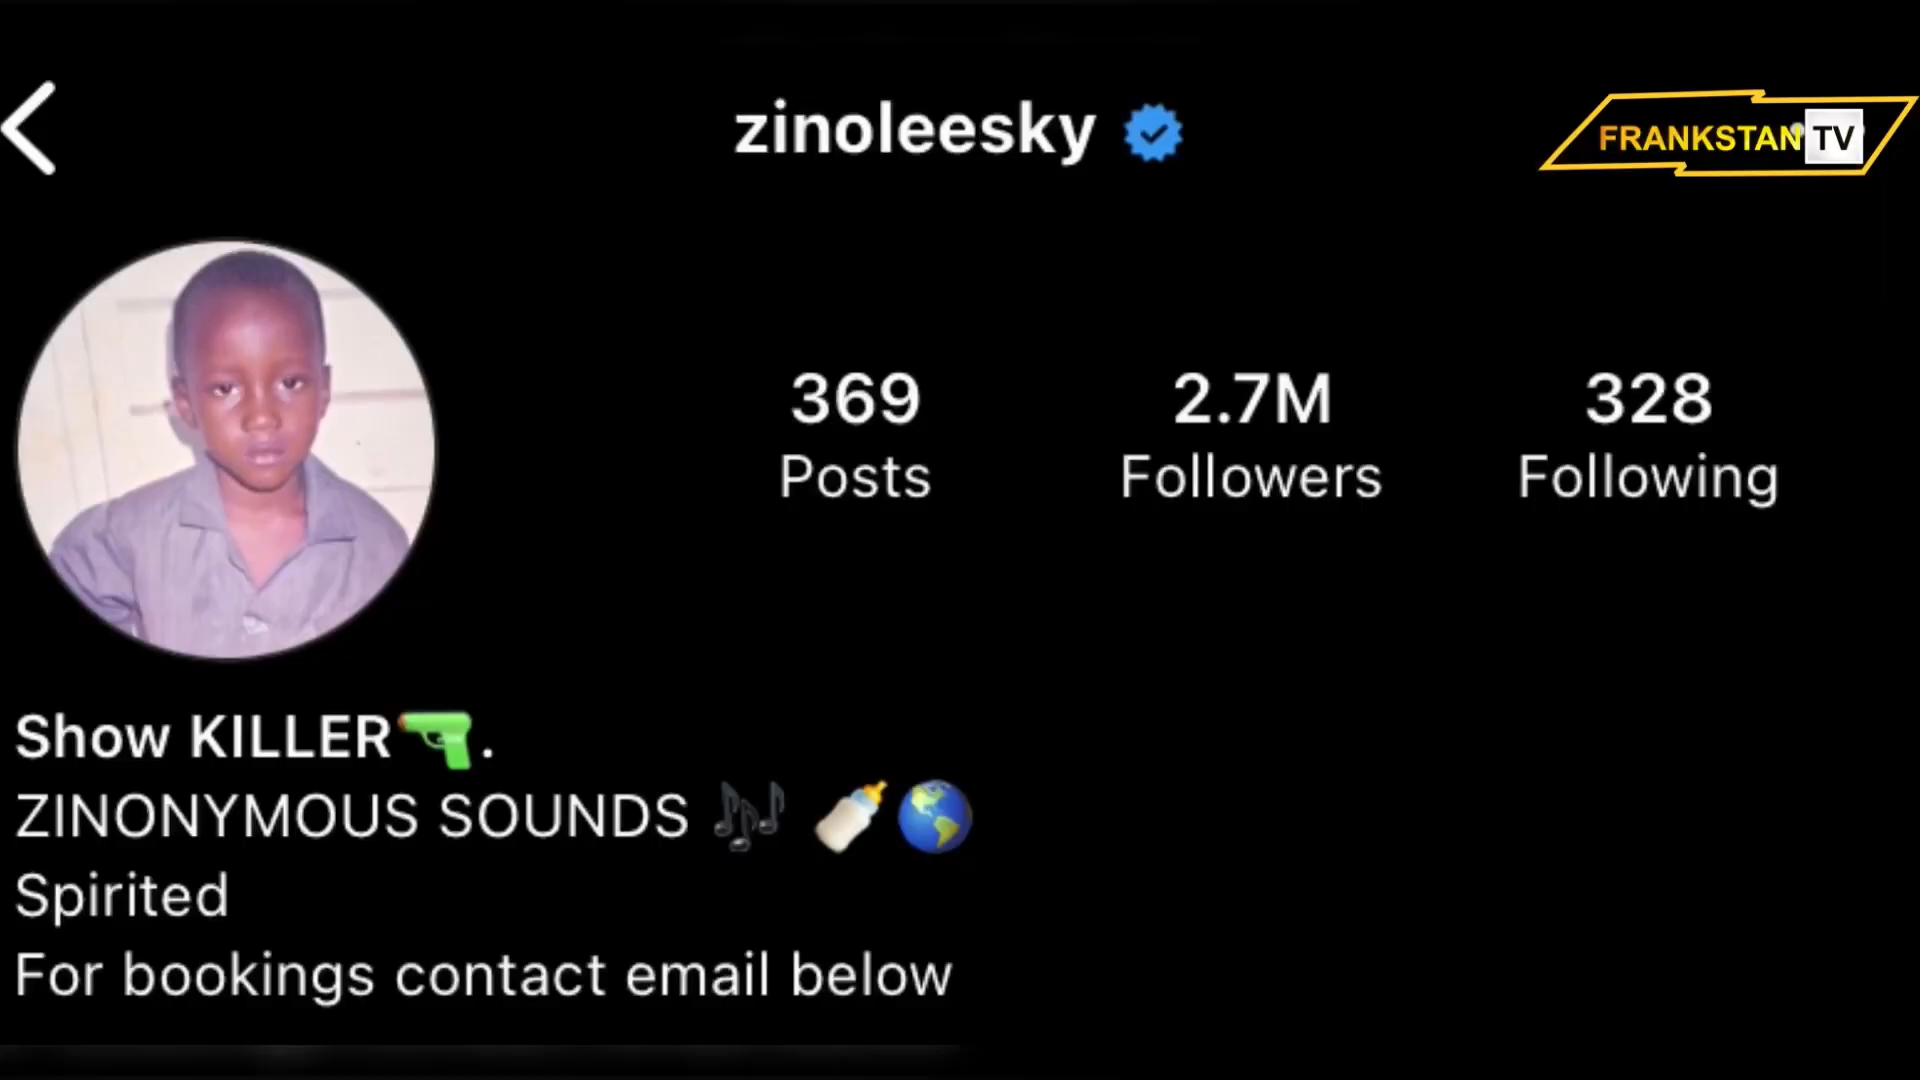 zinoleesky
FRANKSTAN TV
369 2.7M 328
Posts Followers Following
Show KILLER🔫.
ZINONYMOUS SOUNDS 🎶 🍼🌎
Spirited
For bookings contact email below